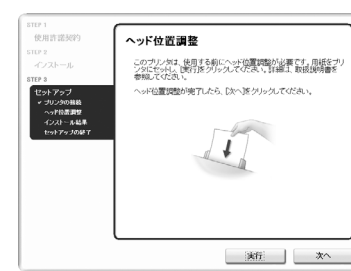 STEP 1
使用許諾契約
STEP 2
インストール
STEP 3
セットアップ
✓ プリンタの接続
ヘッド位置調整
インストール結果
セットアップの終了
ヘッド位置調整
このプリンタは、使用する前にヘッド位置調整が必要です。用紙をプリ
ンタにセットし、[実行]をクリックしてください。詳細は、取扱説明書を
参照してください。
ヘッド位置調整が完了したら、[次へ]をクリックしてください。
実行
次へ